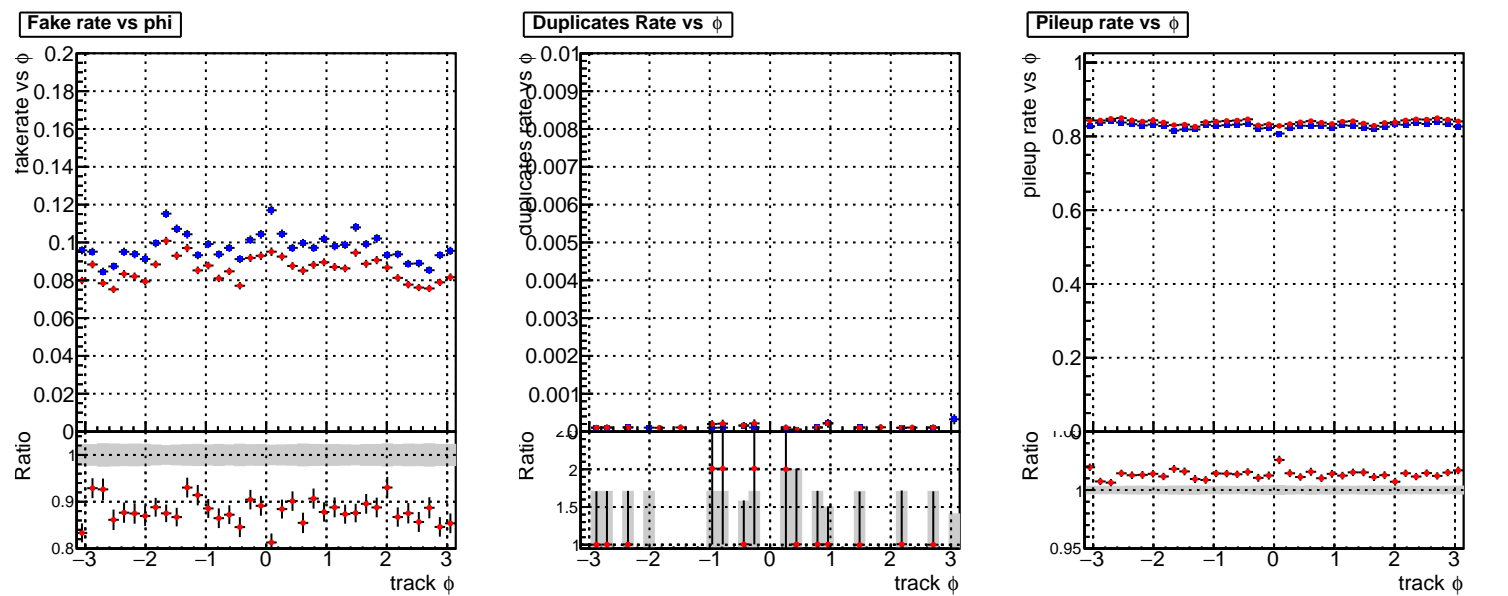 Fake rate vs phi
fakerate vs ϕ
0.2
0.18
0.16
0.14
0.12
0.1
0.08
0.06
0.04
0.02
0
Ratio
1
0.9
0.8
−3 −2 −1 0 1 2 3
track ϕ
Duplicates Rate vs ϕ
duplicates rate vs ϕ
0.01
0.009
0.008
0.007
0.006
0.005
0.004
0.003
0.002
0.001
0
Ratio
2
1.5
1
−3 −2 −1 0 1 2 3
track ϕ
Pileup rate vs ϕ
pileup rate vs ϕ
1
0.8
0.6
0.4
0.2
0
Ratio
1
0.95
−3 −2 −1 0 1 2 3
track ϕ